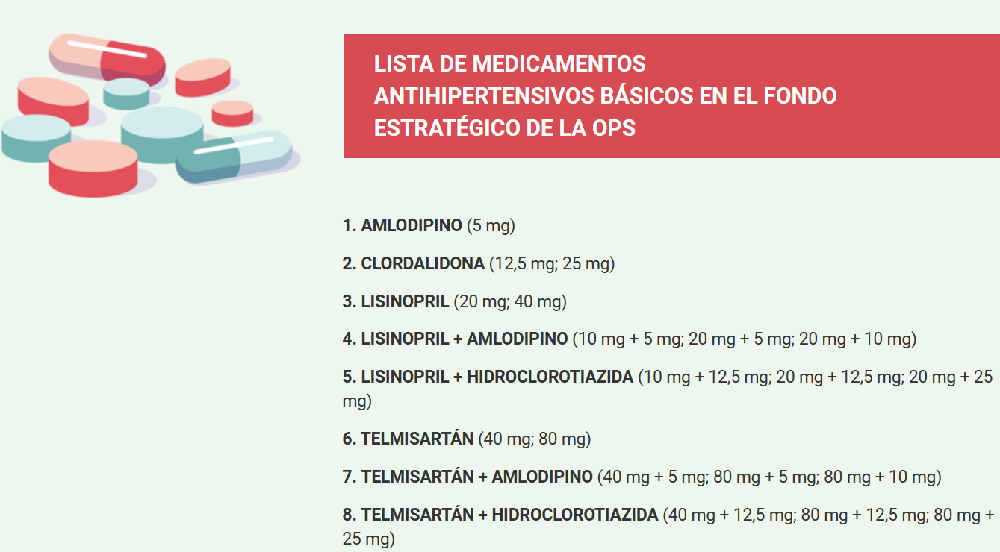 LISTA DE MEDICAMENTOS
ANTIHIPERTENSIVOS BÁSICOS EN EL FONDO
ESTRATÉGICO DE LA OPS
1. AMLODIPINO (5 mg)
2. CLORDALIDONA (12,5 mg; 25 mg)
3. LISINOPRIL (20 mg; 40 mg)
4. LISINOPRIL + AMLODIPINO (10 mg + 5 mg; 20 mg + 5 mg; 20 mg + 10 mg)
5. LISINOPRIL + HIDROCLOROTIAZIDA (10 mg + 12,5 mg; 20 mg + 12,5 mg; 20 mg + 25
mg)
6. TELMISARTÁN (40 mg; 80 mg)
7. TELMISARTÁN + AMLODIPINO (40 mg + 5 mg; 80 mg + 5 mg; 80 mg + 10 mg)
8. TELMISARTÁN + HIDROCLOROTIAZIDA (40 mg + 12,5 mg; 80 mg + 12,5 mg; 80 mg +
25 mg)